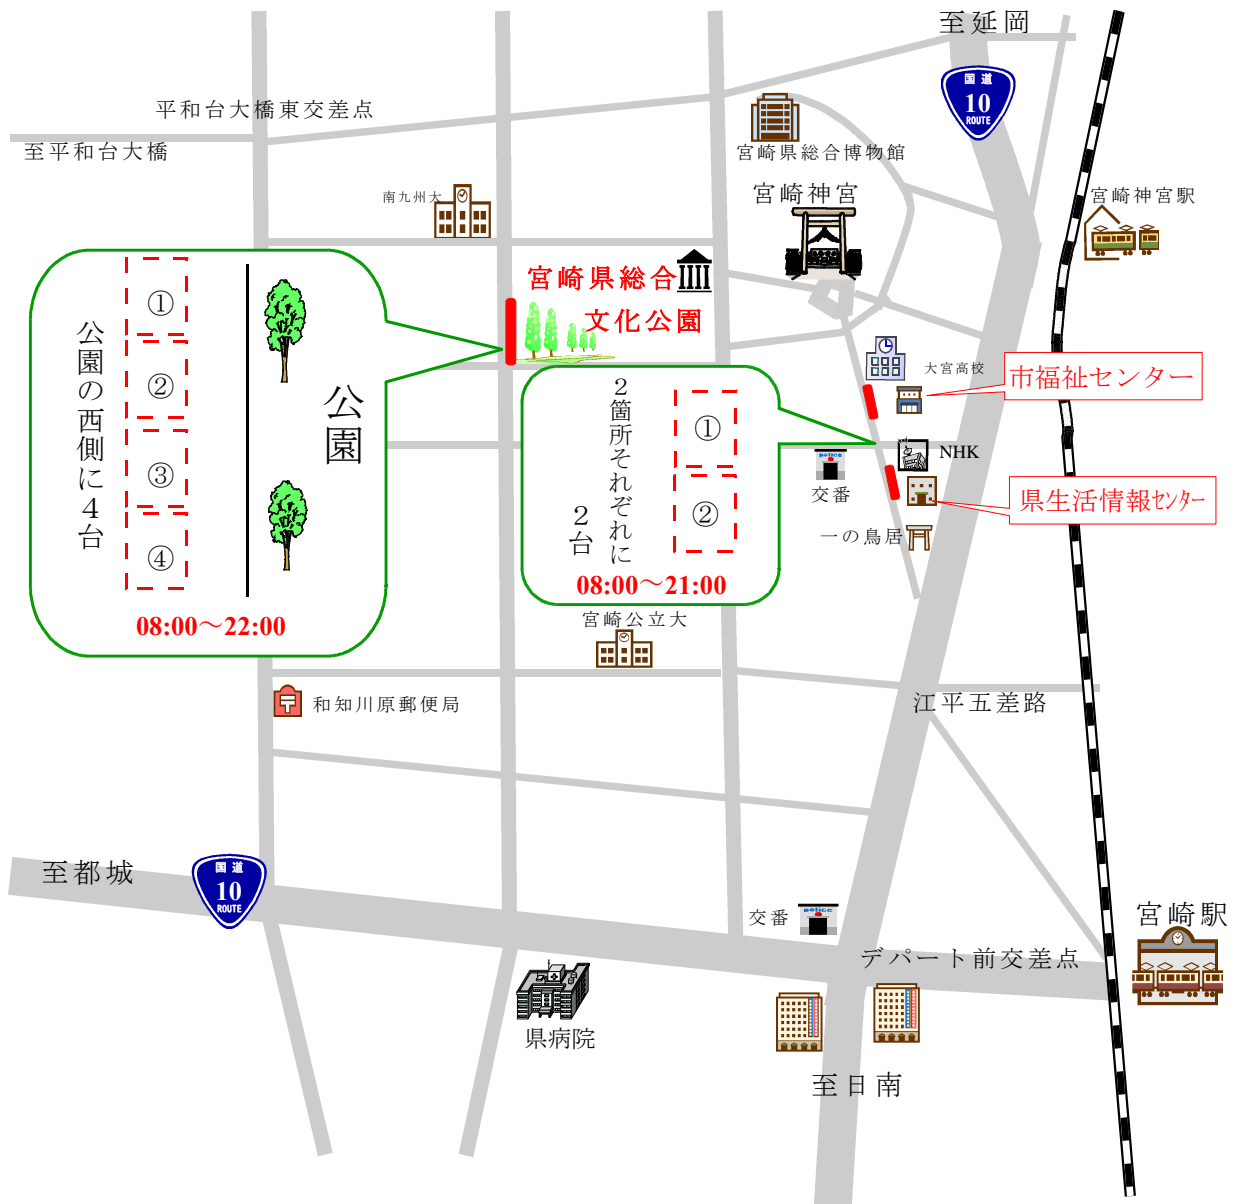 至延岡
国道
10
ROUTE
平和台大橋東交差点
至平和台大橋
宮崎県総合博物館
南九州大
宮崎神宮
宮崎神宮駅
宮崎県総合
文化公園
①
②
③
④
公園の西側に４台
公園
08:00～22:00
２箇所それぞれに
２台
①
②
08:00～21:00
大宮高校
市福祉センター
NHK
police
交番
県生活情報センター
一の鳥居
宮崎公立大
和知川原郵便局
江平五差路
至都城
国道
10
ROUTE
交番
police
宮崎駅
デパート前交差点
県病院
至日南